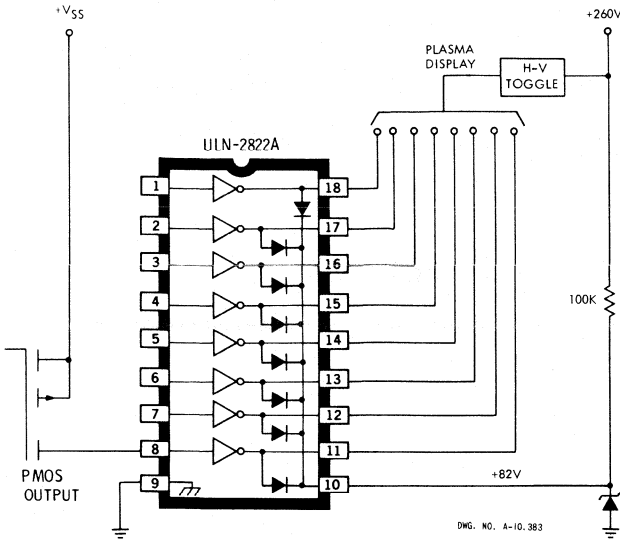 +VSS
+260V
PLASMA
DISPLAY
H-V
TOGGLE
ULN-2822A
1
18
2
17
3
16
4
15
100K
5
14
6
13
7
12
8
11
PMOS
OUTPUT
9
10
+82V
DWG. NO. A-10,383